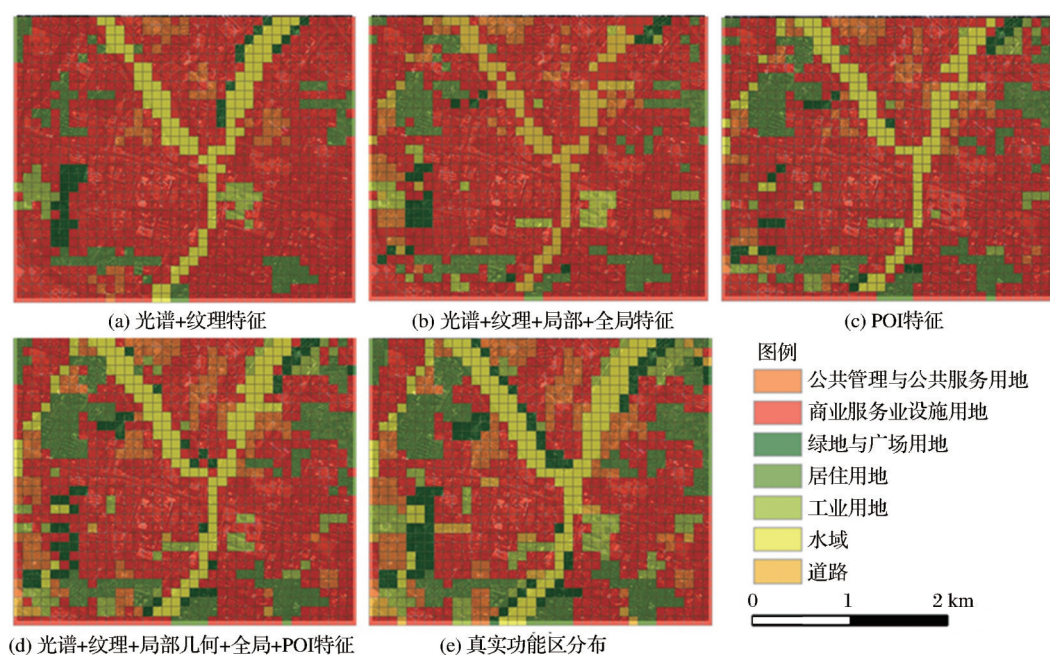 (a) 光谱+纹理特征
(b) 光谱+纹理+局部+全局特征
(c) POI特征
图例
公共管理与公共服务用地
商业服务业设施用地
绿地与广场用地
居住用地
工业用地
水域
道路
0 1 2 km
(d) 光谱+纹理+局部几何+全局+POI特征
(e) 真实功能区分布